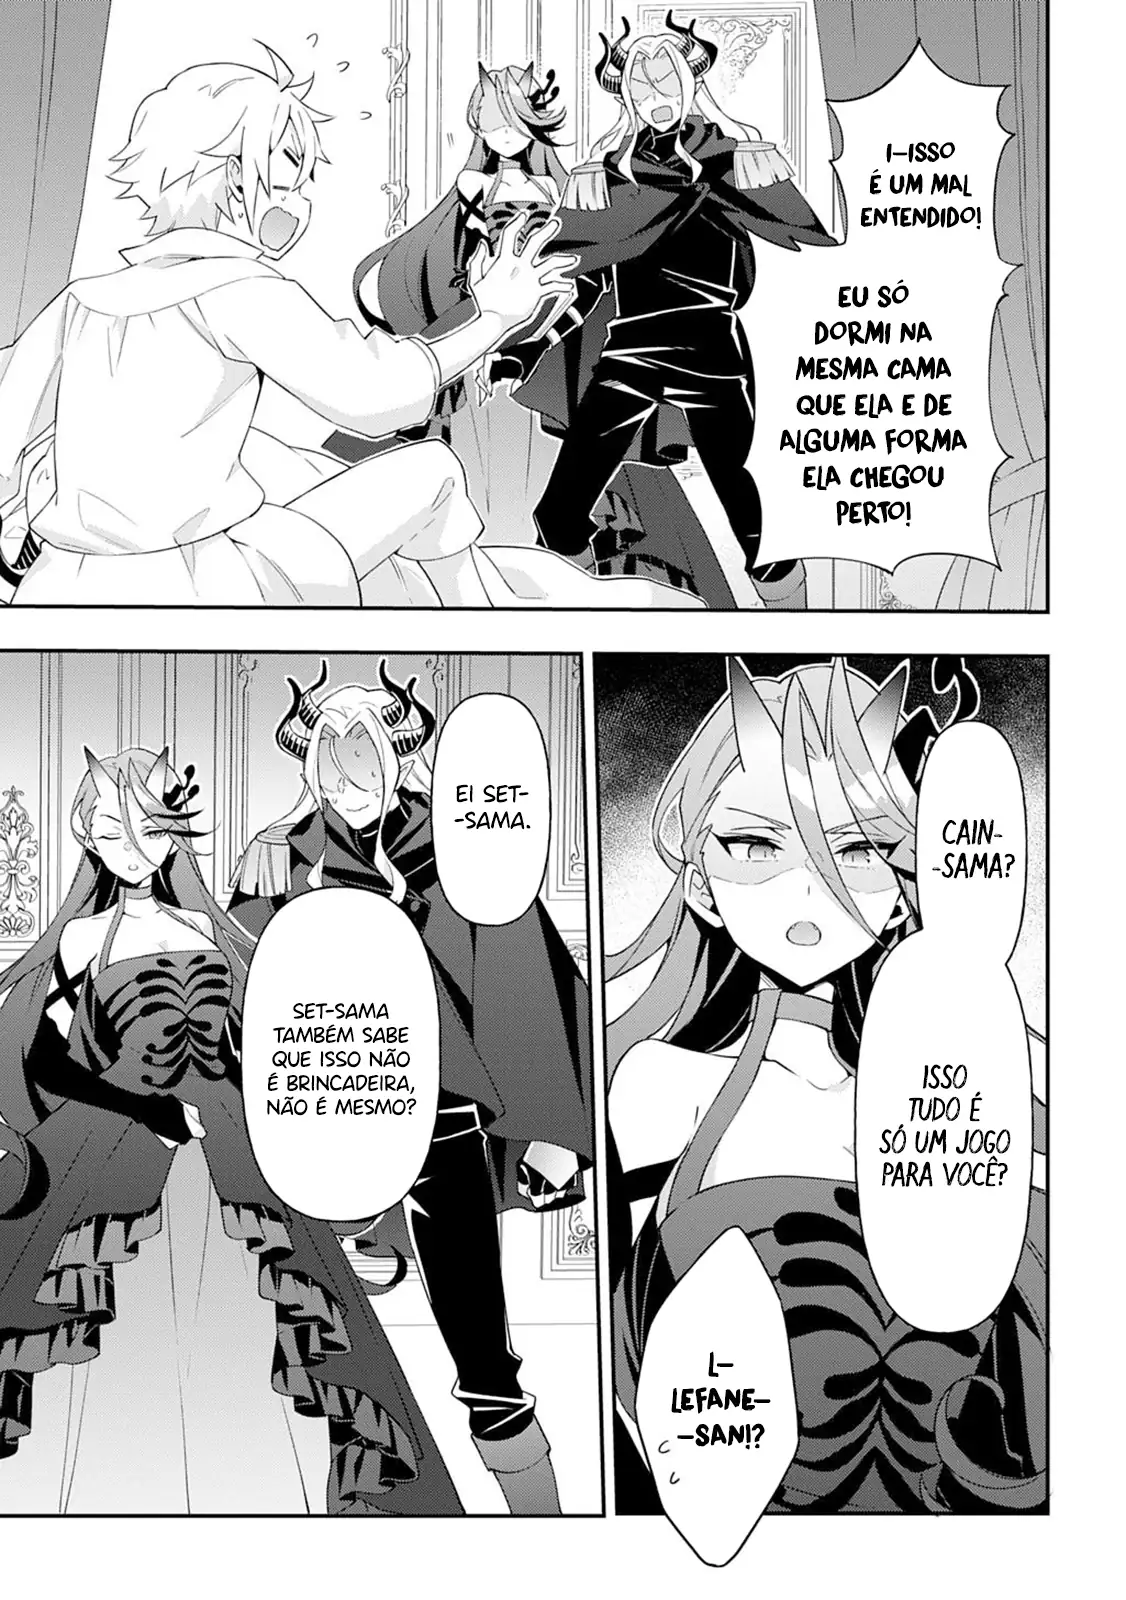 I-ISSO
É UM MAL
ENTENDIDO!
EU SÓ
DORMI NA
MESMA CAMA
QUE ELA E DE
ALGUMA FORMA
ELA CHEGOU
PERTO!
CAIN-
-SAMA?
ISSO
TUDO É
SÓ UM JOGO
PARA VOCÊ?
L-
LEFANE-
-SAN!?
EI SET-
-SAMA.
SET-SAMA
TAMBÉM SABE
QUE ISSO NÃO
É BRINCADEIRA,
NÃO É MESMO?